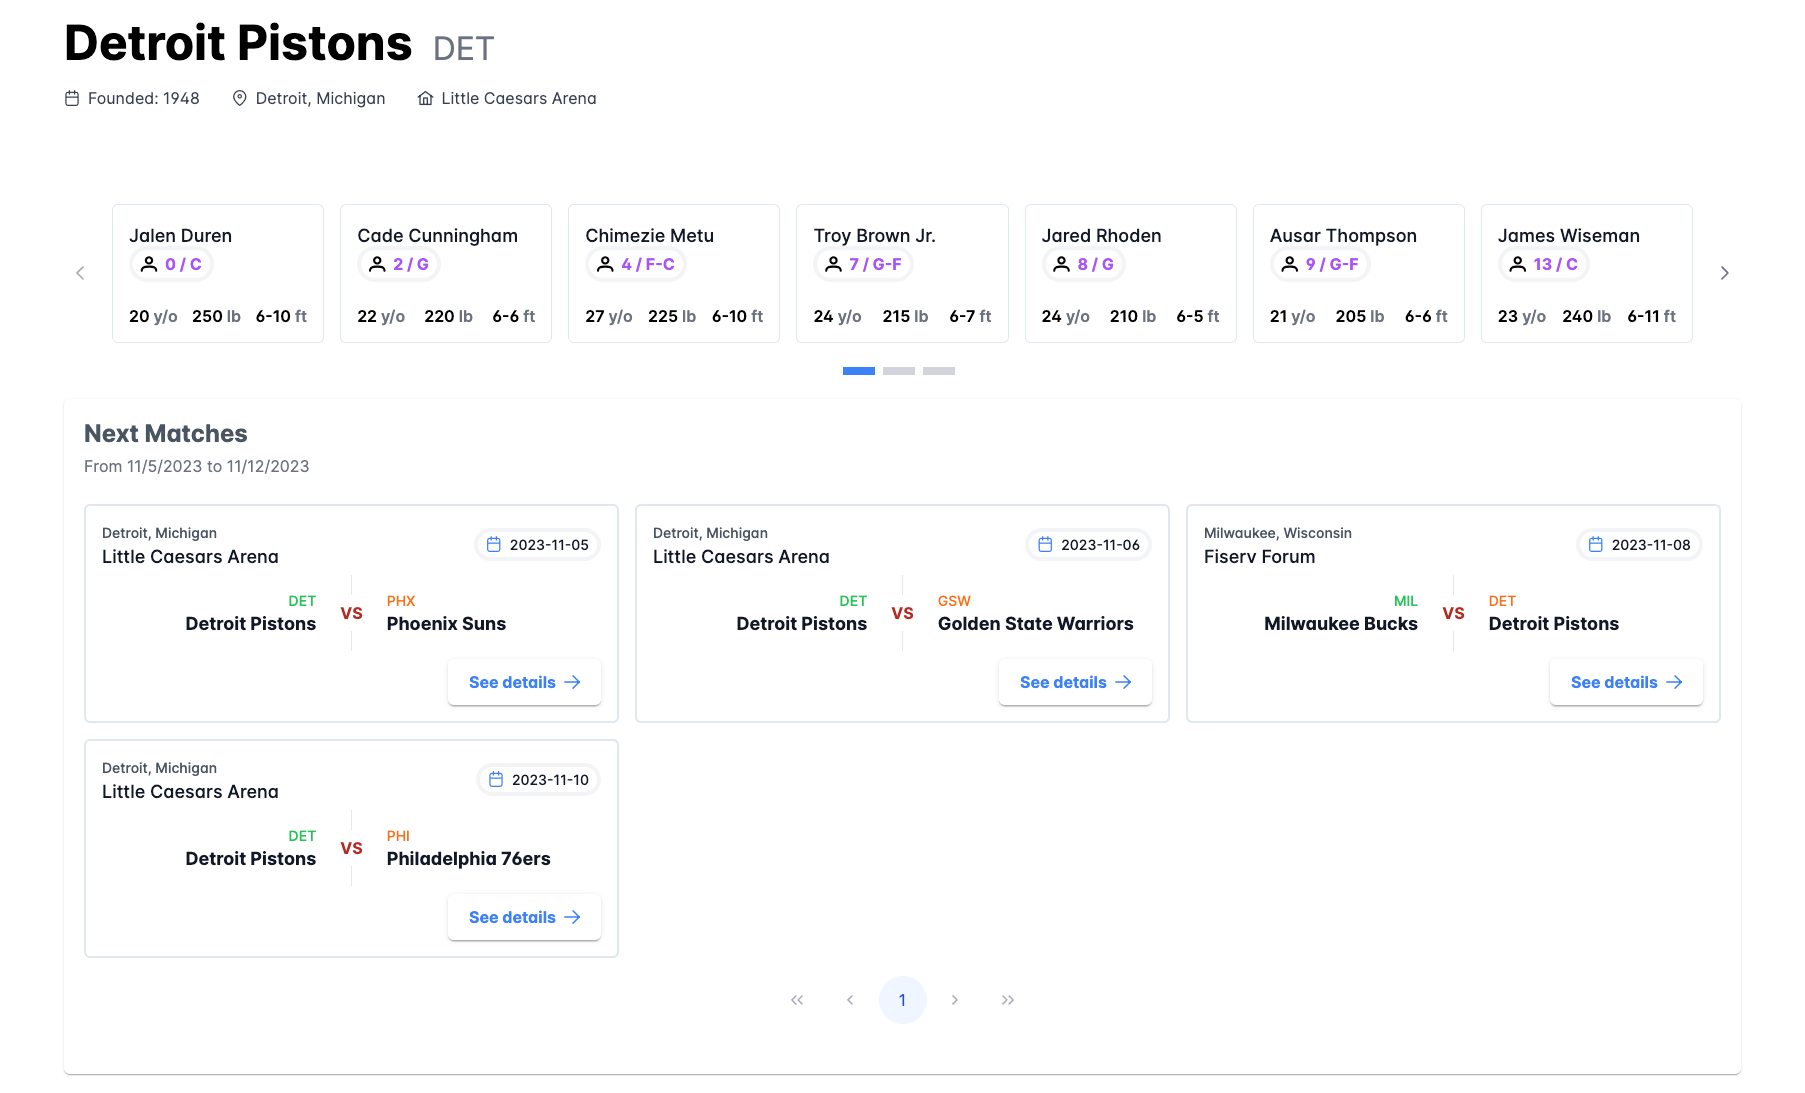 Detroit Pistons DET
Founded: 1948 Detroit, Michigan Little Caesars Arena
Jalen Duren
0 / C
20 y/o 250 lb 6-10 ft
Cade Cunningham
2 / G
22 y/o 220 lb 6-6 ft
Chimezie Metu
4 / F-C
27 y/o 225 lb 6-10 ft
Troy Brown Jr.
7 / G-F
24 y/o 215 lb 6-7 ft
Jared Rhoden
8 / G
24 y/o 210 lb 6-5 ft
Ausar Thompson
9 / G-F
21 y/o 205 lb 6-6 ft
James Wiseman
13 / C
23 y/o 240 lb 6-11 ft
Next Matches
From 11/5/2023 to 11/12/2023
Detroit, Michigan
Little Caesars Arena
2023-11-05
DET
Detroit Pistons
VS
PHX
Phoenix Suns
See details
Detroit, Michigan
Little Caesars Arena
2023-11-06
DET
Detroit Pistons
VS
GSW
Golden State Warriors
See details
Milwaukee, Wisconsin
Fiserv Forum
2023-11-08
MIL
Milwaukee Bucks
VS
DET
Detroit Pistons
See details
Detroit, Michigan
Little Caesars Arena
2023-11-10
DET
Detroit Pistons
VS
PHI
Philadelphia 76ers
See details
1